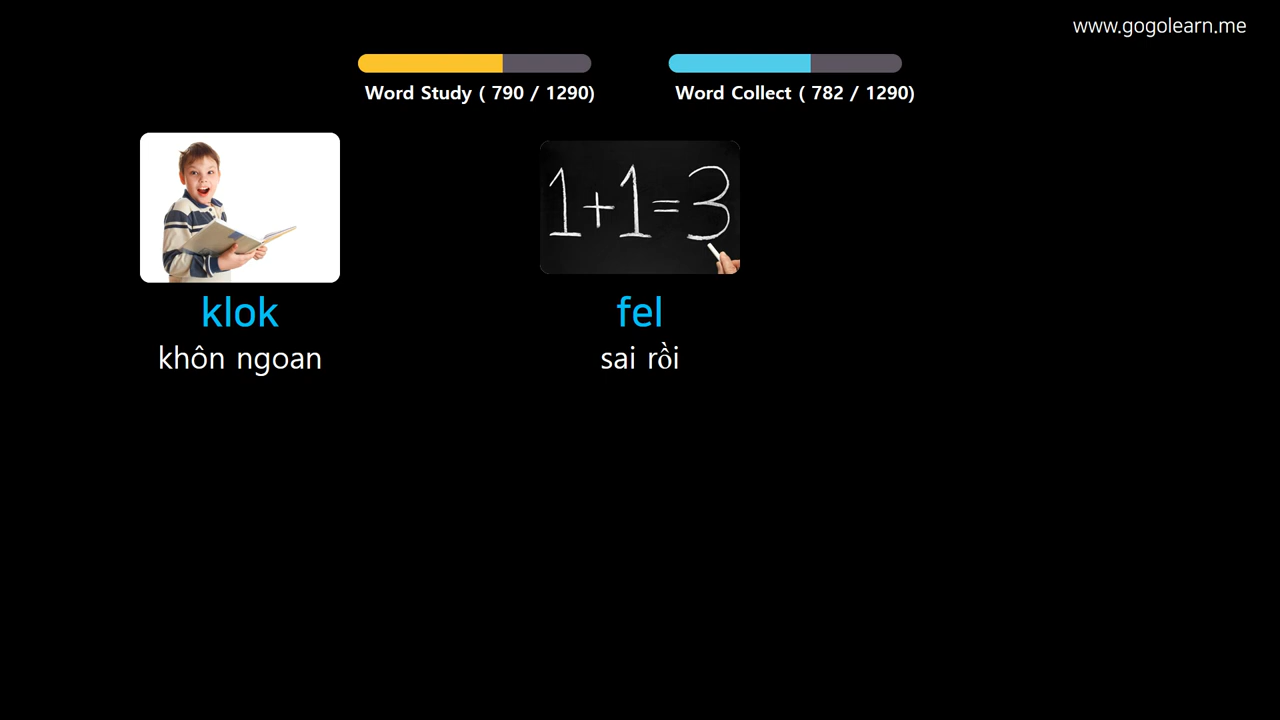 www.gogolearn.me
Word Study ( 790 / 1290)
Word Collect ( 782 / 1290)
1+1=3
klok
fel
khôn ngoan
sai rồi